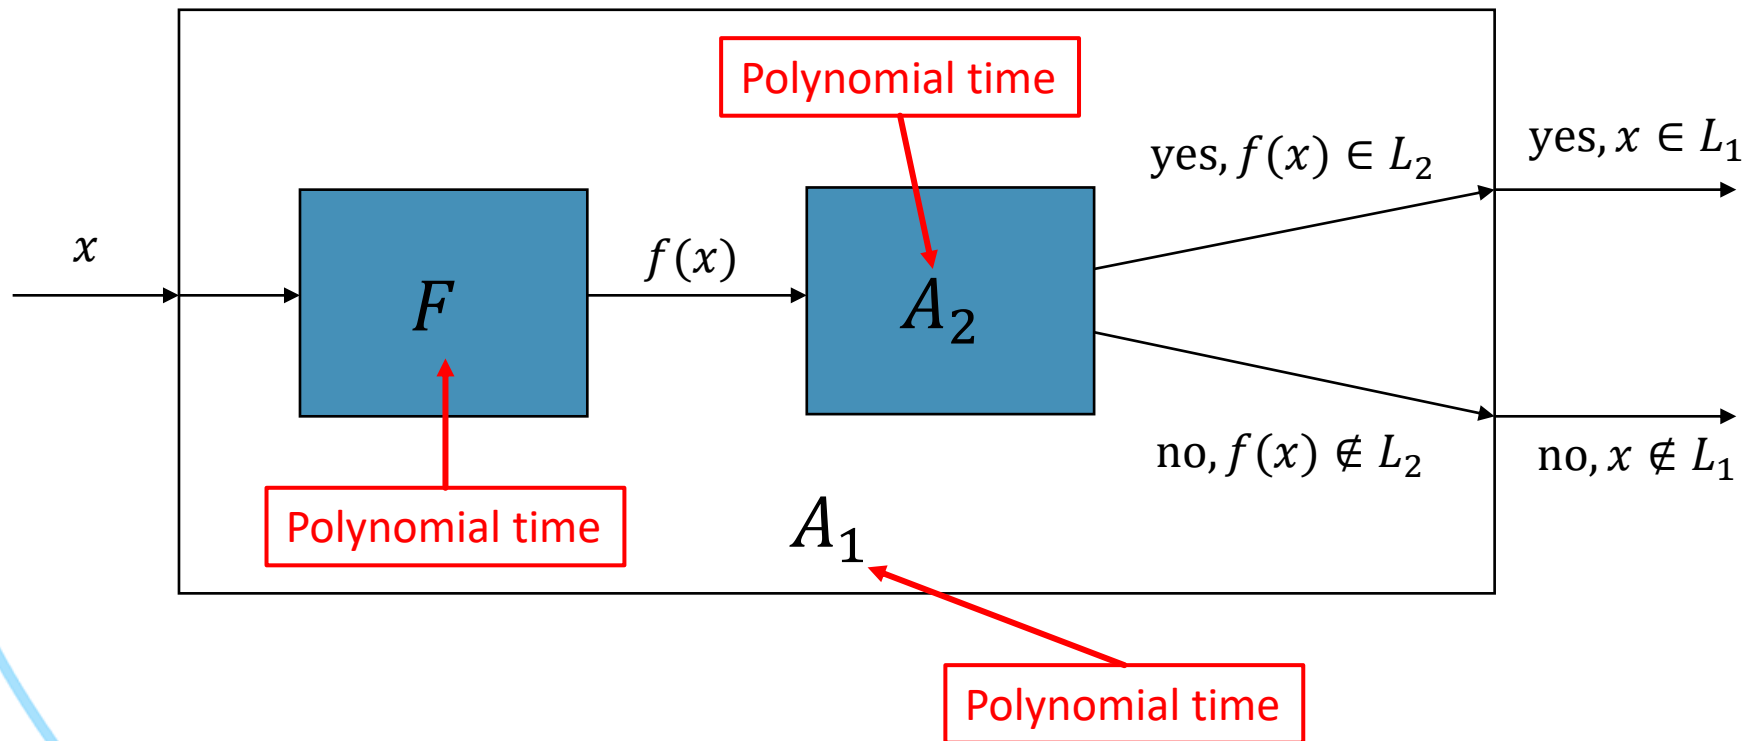 Polynomial time
yes, f(x) ∈ L₂
yes, x ∈ L₁
x
F
f(x)
A₂
no, f(x) ∉ L₂
no, x ∉ L₁
Polynomial time
A₁
Polynomial time